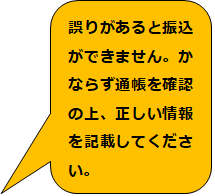 誤りがあると振込
ができません。か
ならず通帳を確認
の上、正しい情報
を記載してくださ
い。